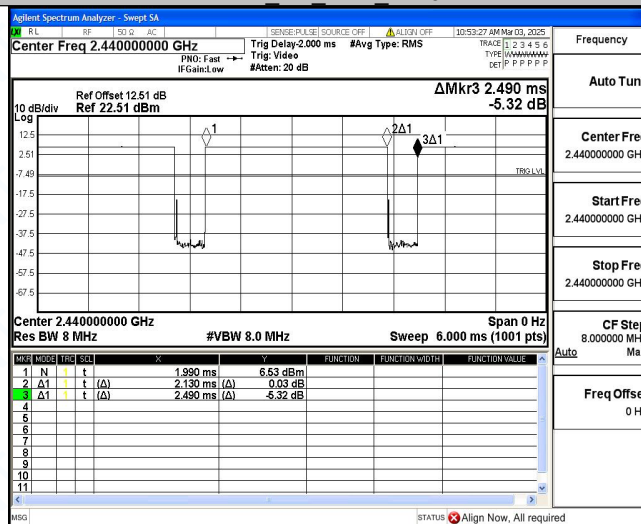 Agilent Spectrum Analyzer - Swept SA
RL RF 50 Ω AC SENSE:PULSE SOURCE OFF ALIGN OFF 10:53:27 AM Mar 03, 2025
Center Freq 2.440000000 GHz
PNO: Fast
IFGain:Low
Trig Delay-2.000 ms
Trig: Video
#Atten: 20 dB
#Avg Type: RMS
TRACE 1 2 3 4 5 6
TYPE
DET P P P P P P
ΔMkr3 2.490 ms
-5.32 dB
Ref Offset 12.51 dB
10 dB/div Ref 22.51 dBm
Log
12.5
2.51
-7.49
-17.5
-27.5
-37.5
-47.5
-57.5
-67.5
1
2Δ1
3Δ1
TRIG LVL
Center 2.440000000 GHz Span 0 Hz
Res BW 8 MHz #VBW 8.0 MHz Sweep 6.000 ms (1001 pts)
MKR MODE TRC SCL X Y FUNCTION FUNCTION WIDTH FUNCTION VALUE
1 N 1 t 1.990 ms 6.53 dBm
2 Δ1 1 t (Δ) 2.130 ms (Δ) 0.03 dB
3 Δ1 1 t (Δ) 2.490 ms (Δ) -5.32 dB
4
5
6
7
8
9
10
11
MSG STATUS Align Now, All required
Frequency
Auto Tun
Center Fre
2.440000000 GH
Start Fre
2.440000000 GH
Stop Fre
2.440000000 GH
CF Step
8.000000 MH
Auto Ma
Freq Offse
0 H